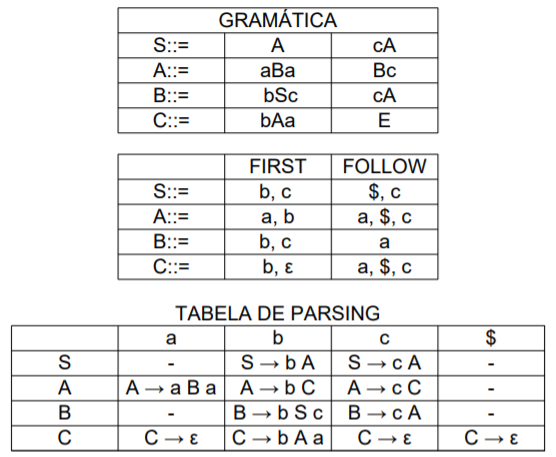 GRAMÁTICA
S::= A cA
A::= aBa Bc
B::= bSc cA
C::= bAa E
FIRST FOLLOW
S::= b, c $, c
A::= a, b a, $, c
B::= b, c a
C::= b, ε a, $, c
TABELA DE PARSING
a b c $
S - S → b A S → c A -
A A → a B a A → b C A → c C -
B - B → b S c B → c A -
C C → ε C → b A a C → ε C → ε